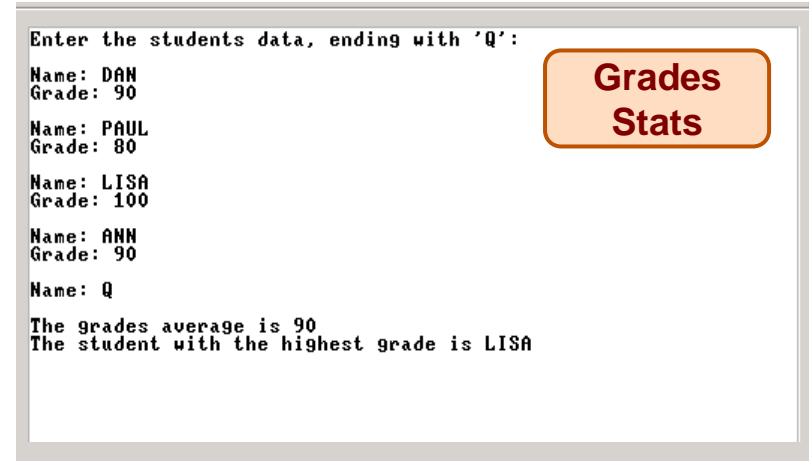 Enter the students data, ending with 'Q':
Name: DAN
Grade: 90
Name: PAUL
Grade: 80
Name: LISA
Grade: 100
Name: ANN
Grade: 90
Name: Q
The grades average is 90
The student with the highest grade is LISA
Grades
Stats